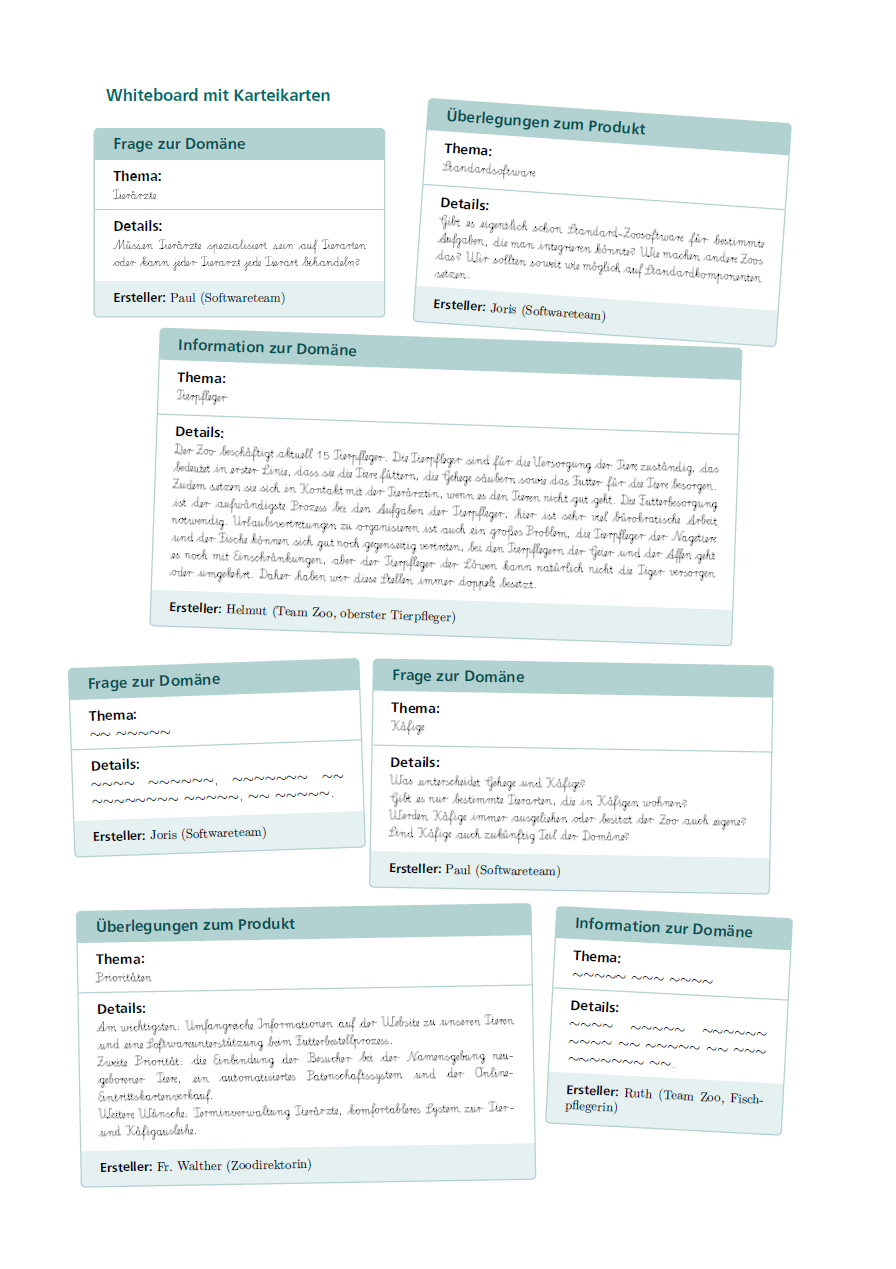 Whiteboard mit Karteikarten
Frage zur Domäne
Thema:
Tierärzte
Details:
Müssen Tierärzte spezialisiert sein auf Tierarten
oder kann jeder Tierarzt jede Tierart behandeln?
Ersteller: Paul (Softwareteam)
Überlegungen zum Produkt
Thema:
Standardsoftware
Details:
Gibt es eigentlich schon Standard-Zoosoftware für bestimmte
Aufgaben, die man integrieren könnte? Wie machen andere Zoos
das? Wir sollten soweit wie möglich auf Standardkomponenten
setzen.
Ersteller: Joris (Softwareteam)
Information zur Domäne
Thema:
Tierpfleger
Details:
Der Zoo beschäftigt aktuell 15 Tierpfleger. Die Tierpfleger sind für die Versorgung der Tiere zuständig, das
bedeutet in erster Linie, dass sie die Tiere füttern, die Gehege säubern sowie das Futter für die Tiere besorgen.
Zudem setzen sie sich in Kontakt mit der Tierärztin, wenn es den Tieren nicht gut geht. Die Futterbesorgung
ist der aufwändigste Prozess bei den Aufgaben der Tierpfleger, hier ist sehr viel bürokratische Arbeit
notwendig. Urlaubsvertretungen zu organisieren ist auch ein großes Problem, die Tierpfleger der Nagetiere
und der Fische können sich gut noch gegenseitig vertreten, bei den Tierpflegern der Geier und der Affen geht
es noch mit Einschränkungen, aber der Tierpfleger der Löwen kann natürlich nicht die Tiger versorgen
oder umgekehrt. Daher haben wir diese Stellen immer doppelt besetzt.
Ersteller: Helmut (Team Zoo, oberster Tierpfleger)
Frage zur Domäne
Thema:
~~ ~~~~~
Details:
~~~~ ~~~~~~, ~~~~~~~ ~~
~~~~~~~~ ~~~~~, ~~ ~~~~~.
Ersteller: Joris (Softwareteam)
Frage zur Domäne
Thema:
Käfige
Details:
Was unterscheidet Gehege und Käfige?
Gibt es nur bestimmte Tierarten, die in Käfigen wohnen?
Werden Käfige immer ausgeliehen oder besitzt der Zoo auch eigene?
Sind Käfige auch zukünftig Teil der Domäne?
Ersteller: Paul (Softwareteam)
Überlegungen zum Produkt
Thema:
Prioritäten
Details:
Am wichtigsten: Umfangreiche Informationen auf der Website zu unseren Tieren
und eine Softwareunterstützung beim Futterbestellprozess.
Zweite Priorität: die Einbindung der Besucher bei der Namensgebung neu-
geborener Tiere, ein automatisiertes Patenschaftssystem und der Online-
Eintrittskartenverkauf.
Weitere Wünsche: Terminverwaltung Tierärzte, komfortableres System zur Tier-
und Käfigausleihe.
Ersteller: Fr. Walther (Zoodirektorin)
Information zur Domäne
Thema:
~~~~~ ~~~ ~~~~
Details:
~~~~ ~~~~~ ~~~~~~
~~~~ ~~ ~~~~~ ~~ ~~~
~~~~~~~ ~~.
Ersteller: Ruth (Team Zoo, Fisch-
pflegerin)